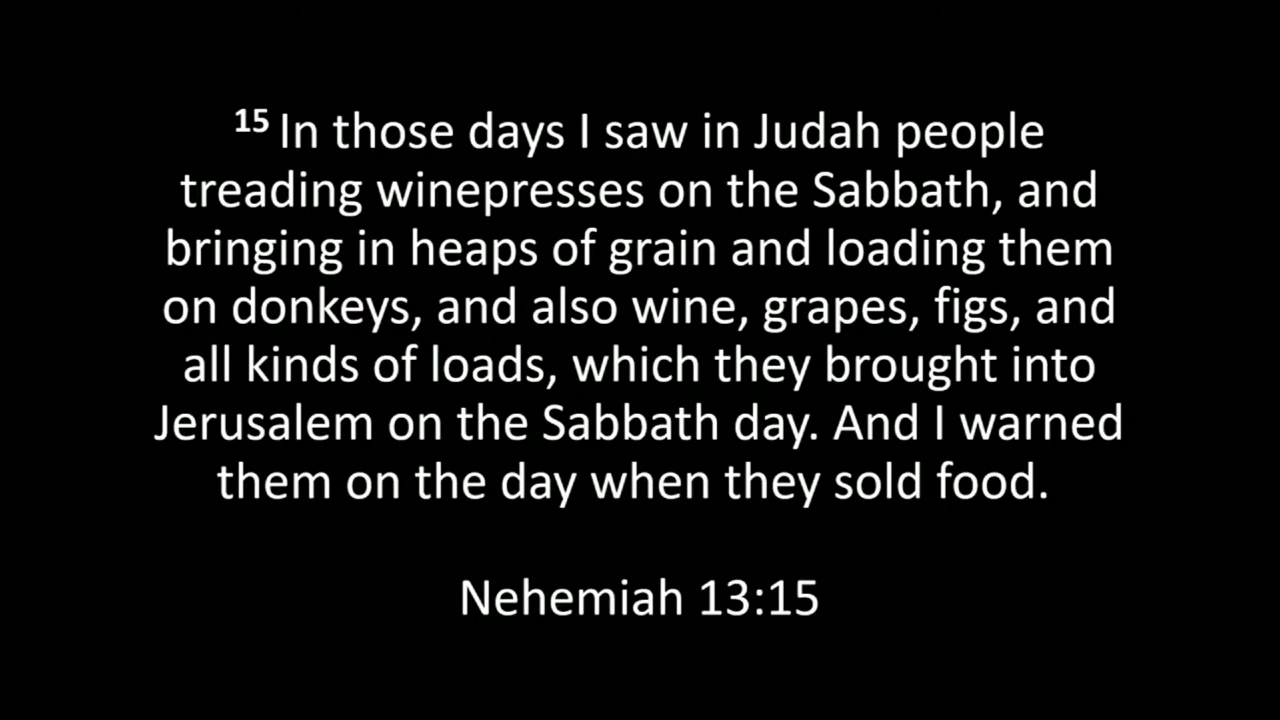 15 In those days I saw in Judah people
treading winepresses on the Sabbath, and
bringing in heaps of grain and loading them
on donkeys, and also wine, grapes, figs, and
all kinds of loads, which they brought into
Jerusalem on the Sabbath day. And I warned
them on the day when they sold food.
Nehemiah 13:15